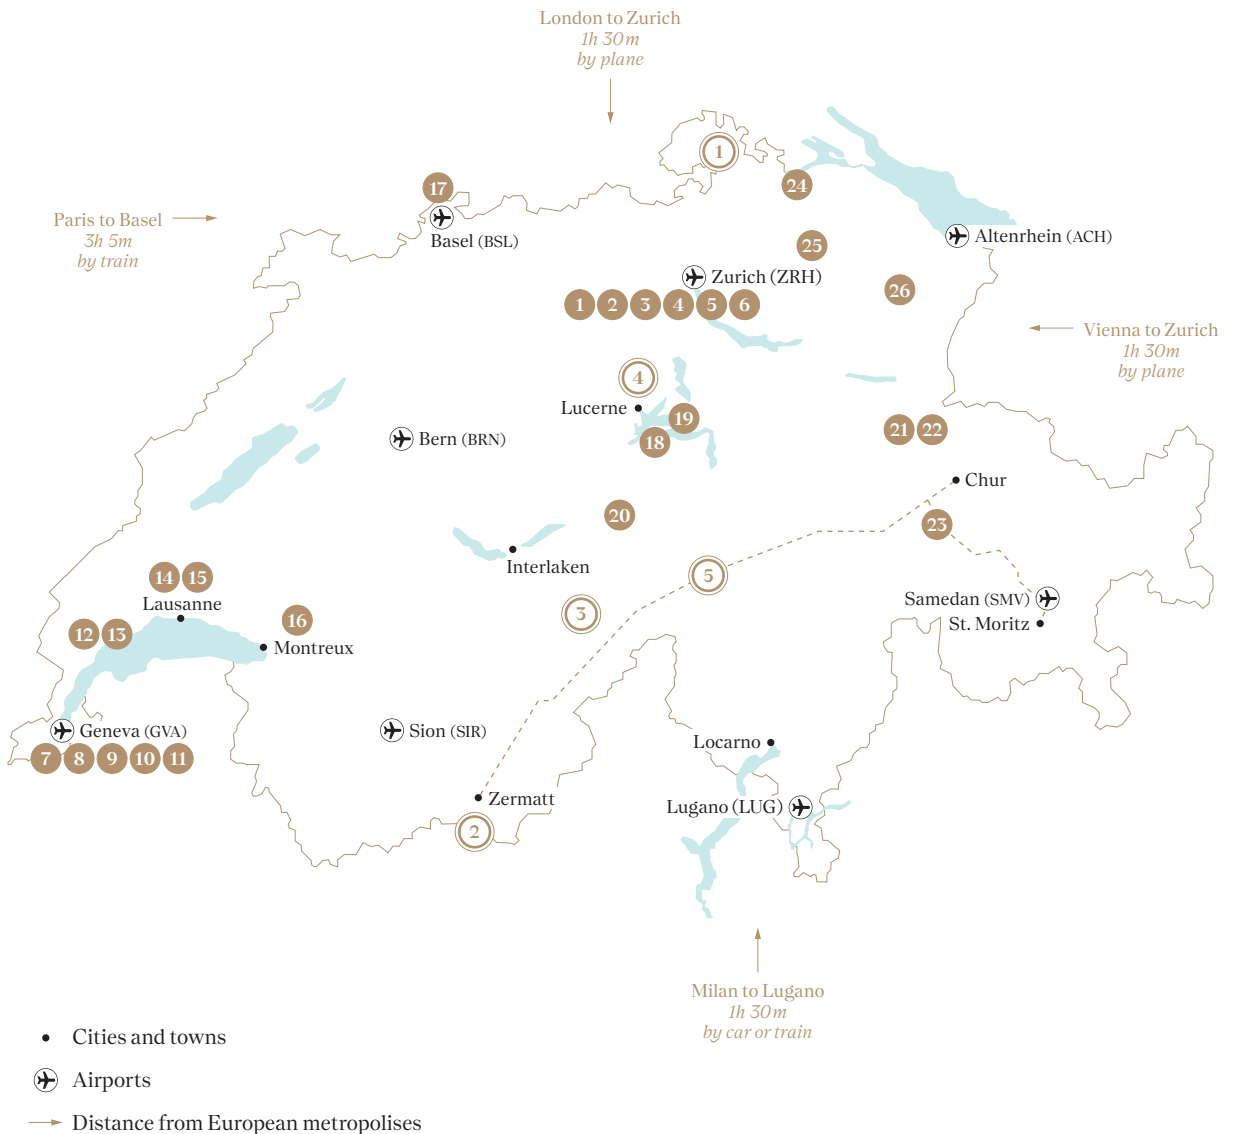 London to Zurich
1h 30m
by plane
1
17
24
Paris to Basel
3h 5m
by train
Basel (BSL)
Altenrhein (ACH)
25
Zurich (ZRH)
26
1 2 3 4 5 6
Vienna to Zurich
1h 30m
by plane
4
Lucerne
19
18
Bern (BRN)
21 22
Chur
20
23
Interlaken
5
14 15
Lausanne
3
Samedan (SMV)
St. Moritz
12 13
16
Montreux
Geneva (GVA)
7 8 9 10 11
Sion (SIR)
Locarno
Zermatt
Lugano (LUG)
2
Milan to Lugano
1h 30m
by car or train
Cities and towns
Airports
Distance from European metropolises